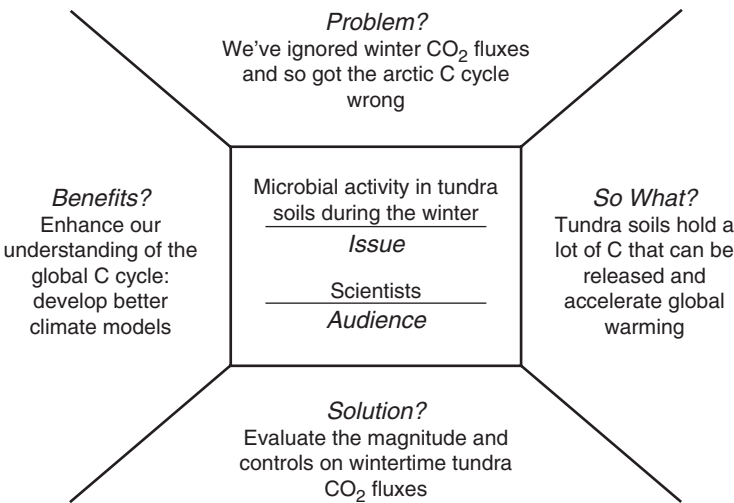 Problem?
We've ignored winter CO₂ fluxes
and so got the arctic C cycle
wrong
Benefits?
Enhance our
understanding of the
global C cycle:
develop better
climate models
Microbial activity in tundra
soils during the winter
Issue
Scientists
Audience
So What?
Tundra soils hold a
lot of C that can be
released and
accelerate global
warming
Solution?
Evaluate the magnitude and
controls on wintertime tundra
CO₂ fluxes